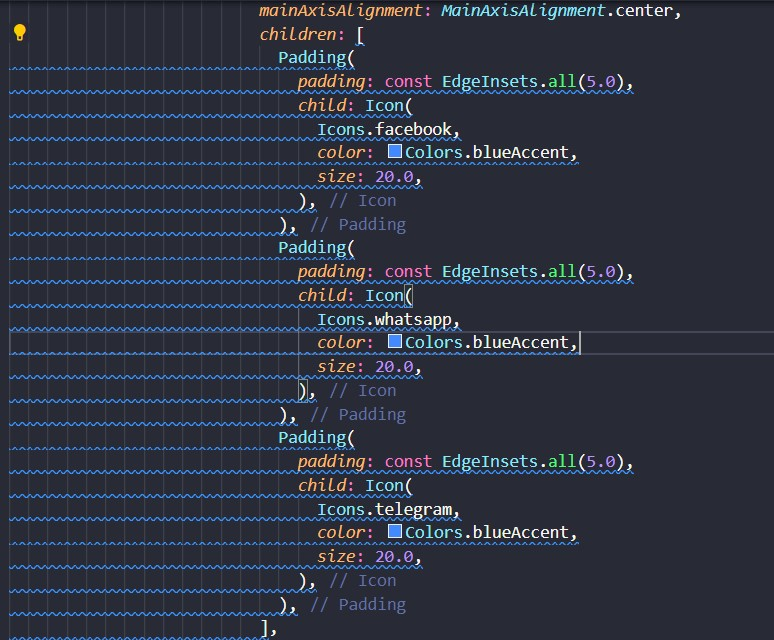 mainAxisAlignment: MainAxisAlignment.center,
children: [
Padding(
padding: const EdgeInsets.all(5.0),
child: Icon(
Icons.facebook,
color: Colors.blueAccent,
size: 20.0,
), // Icon
), // Padding
Padding(
padding: const EdgeInsets.all(5.0),
child: Icon(
Icons.whatsapp,
color: Colors.blueAccent,
size: 20.0,
), // Icon
), // Padding
Padding(
padding: const EdgeInsets.all(5.0),
child: Icon(
Icons.telegram,
color: Colors.blueAccent,
size: 20.0,
), // Icon
), // Padding
],